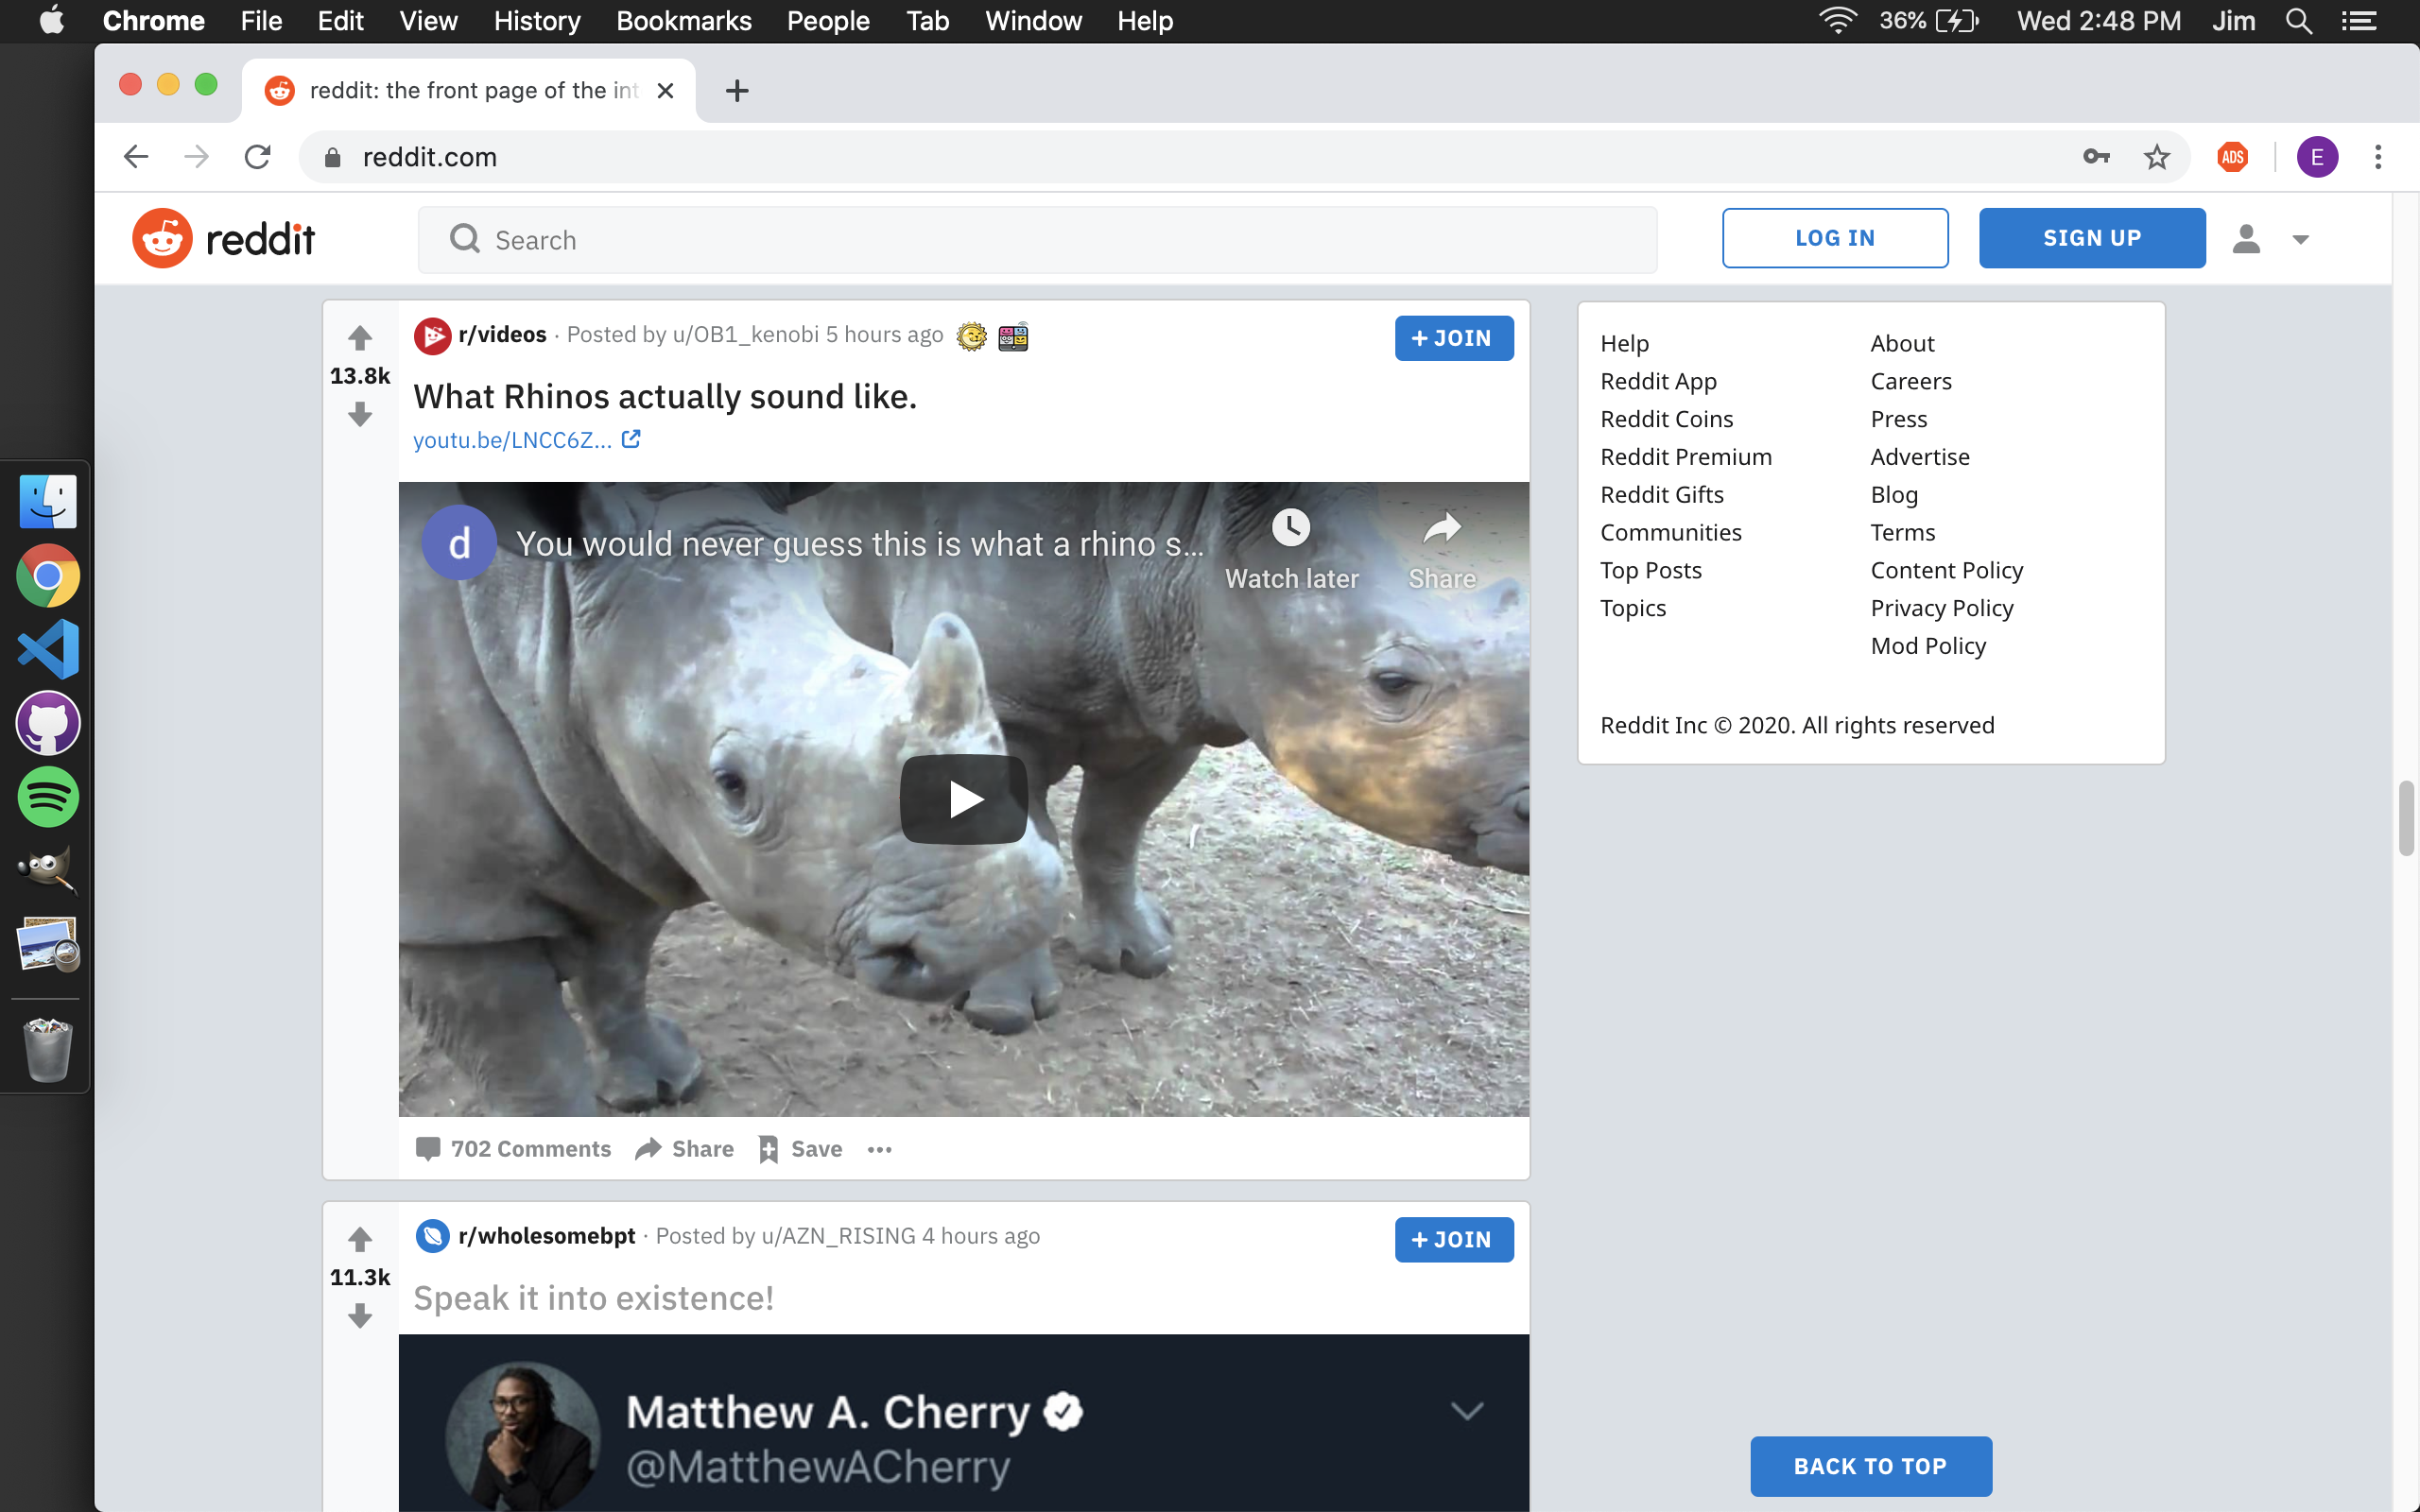 Chrome File Edit View History Bookmarks People Tab Window Help 36% Wed 2:48 PM Jim
reddit: the front page of the int
reddit.com ADS E
reddit Search LOG IN SIGN UP
r/videos · Posted by u/OB1_kenobi 5 hours ago + JOIN
13.8k
What Rhinos actually sound like.
youtu.be/LNCC6Z...
d You would never guess this is what a rhino s...
Watch later Share
702 Comments Share Save ...
r/wholesomebpt · Posted by u/AZN_RISING 4 hours ago + JOIN
11.3k
Speak it into existence!
Matthew A. Cherry
@MatthewACherry
Help About
Reddit App Careers
Reddit Coins Press
Reddit Premium Advertise
Reddit Gifts Blog
Communities Terms
Top Posts Content Policy
Topics Privacy Policy
Mod Policy
Reddit Inc © 2020. All rights reserved
BACK TO TOP